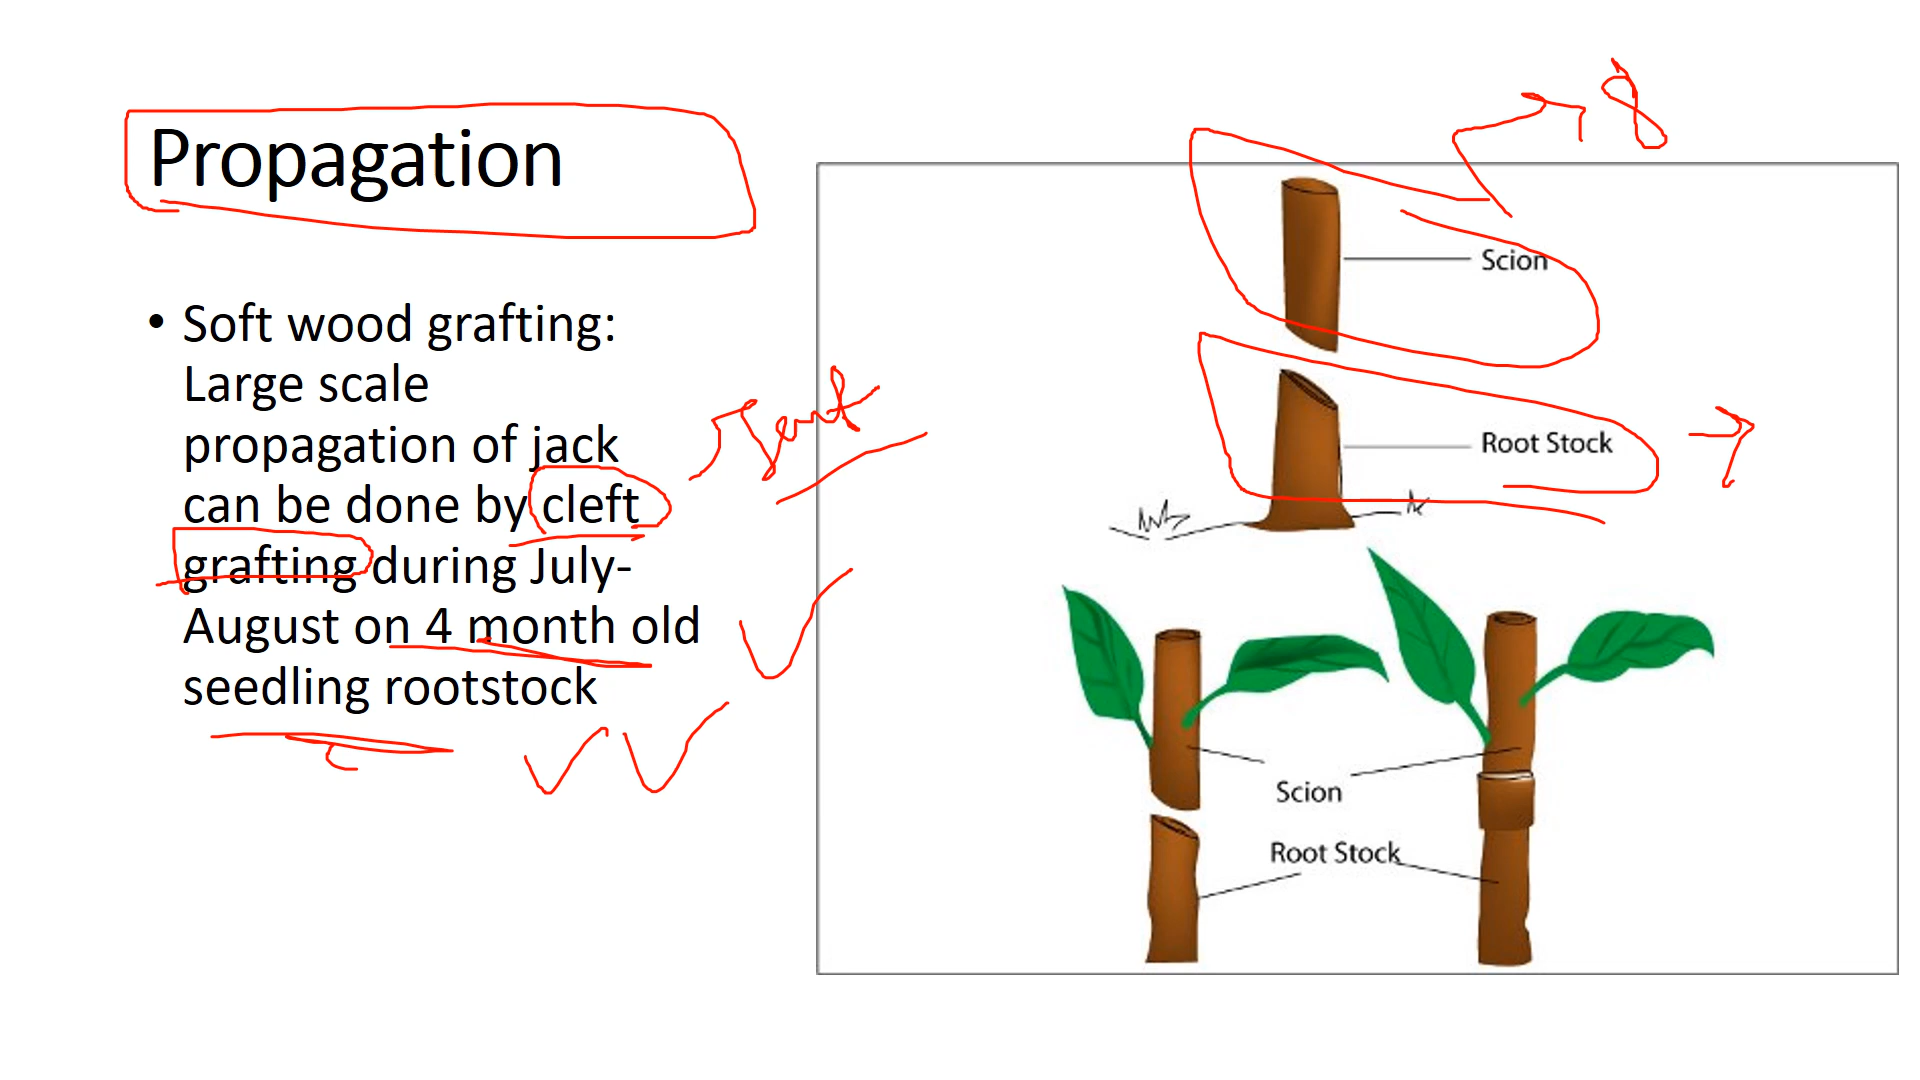 Propagation
• Soft wood grafting:
Large scale
propagation of jack
can be done by cleft
grafting during July-
August on 4 month old
seedling rootstock
Scion
Root Stock
Scion
Root Stock